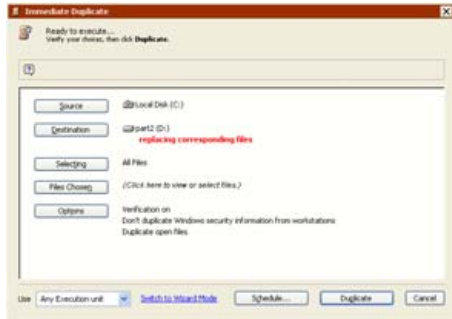 Immediate Duplicate
Ready to execute...
Verify your choices, then click Duplicate.
Source
Local Disk (C:)
Destination
part2 (D:)
replacing corresponding files
Selecting
All Files
Files Chosen
(Click here to view or select files.)
Options
Verification on
Don't duplicate Windows security information from workstations
Duplicate open files
Use Any Execution unit Switch to Wizard Mode Schedule... Duplicate Cancel